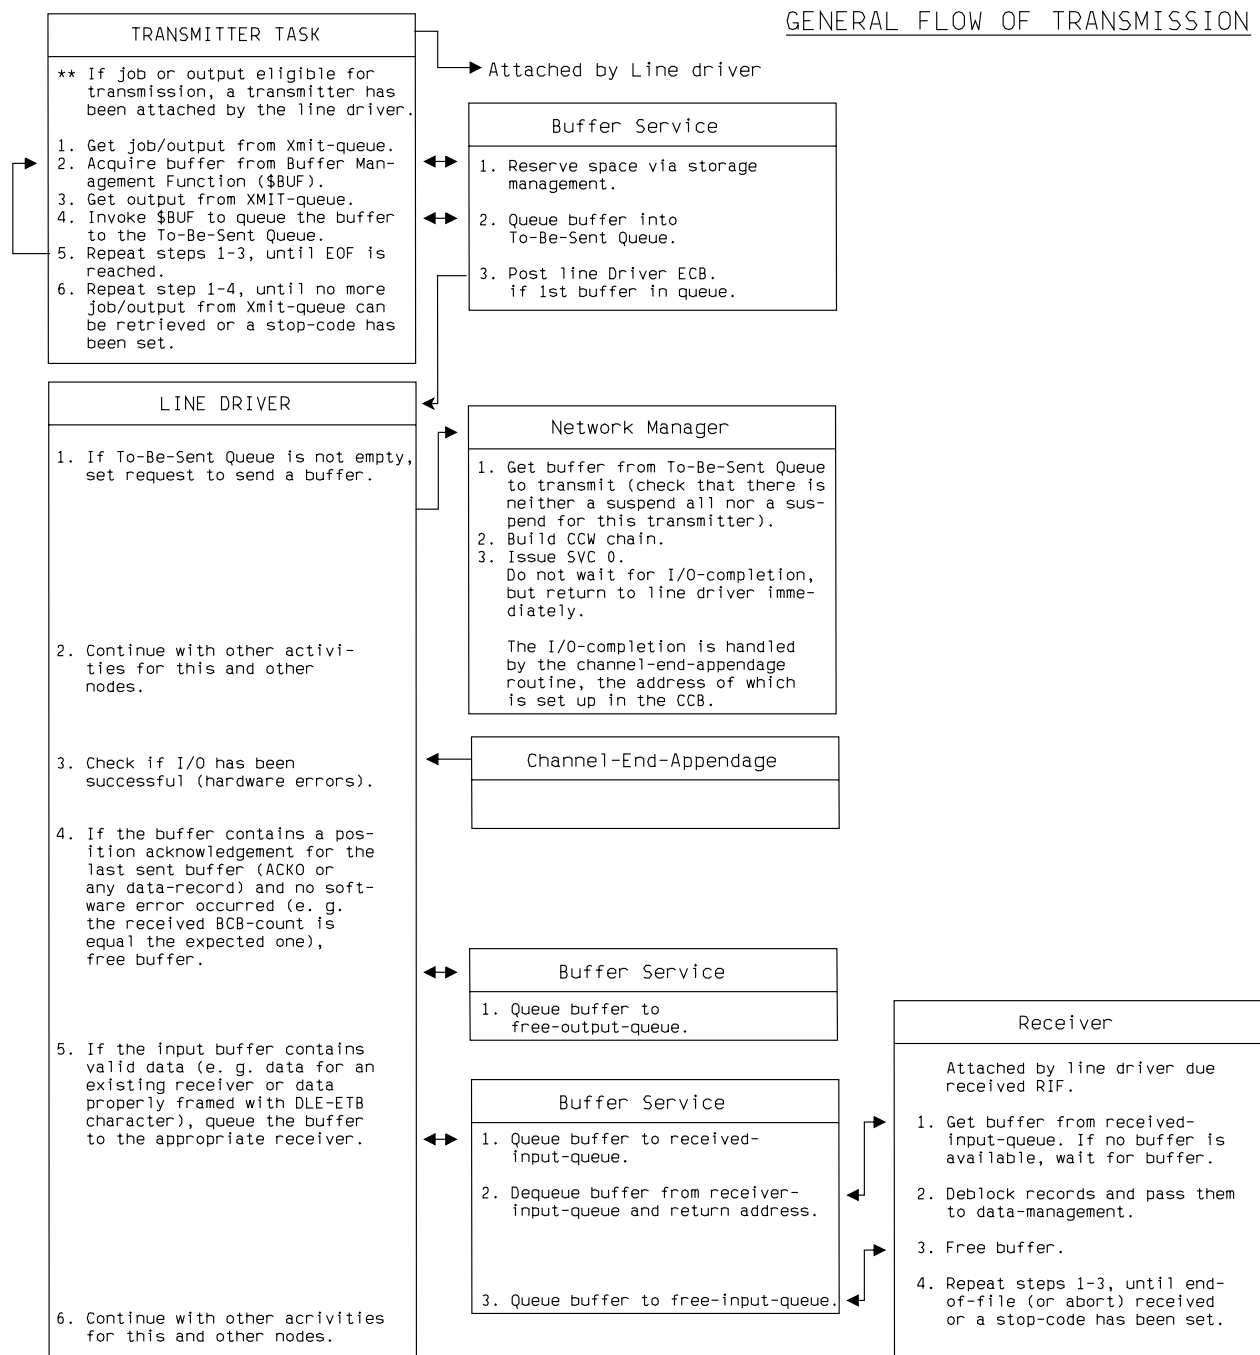 GENERAL FLOW OF TRANSMISSION
TRANSMITTER TASK
** If job or output eligible for
transmission, a transmitter has
been attached by the line driver.
1. Get job/output from Xmit-queue.
2. Acquire buffer from Buffer Man-
agement Function ($BUF).
3. Get output from XMIT-queue.
4. Invoke $BUF to queue the buffer
to the To-Be-Sent Queue.
5. Repeat steps 1-3, until EOF is
reached.
6. Repeat step 1-4, until no more
job/output from Xmit-queue can
be retrieved or a stop-code has
been set.
Attached by Line driver
Buffer Service
1. Reserve space via storage
management.
2. Queue buffer into
To-Be-Sent Queue.
3. Post line Driver ECB.
if 1st buffer in queue.
LINE DRIVER
1. If To-Be-Sent Queue is not empty,
set request to send a buffer.
2. Continue with other activi-
ties for this and other
nodes.
3. Check if I/O has been
successful (hardware errors).
4. If the buffer contains a pos-
ition acknowledgement for the
last sent buffer (ACKO or
any data-record) and no soft-
ware error occurred (e. g.
the received BCB-count is
equal the expected one),
free buffer.
5. If the input buffer contains
valid data (e. g. data for an
existing receiver or data
properly framed with DLE-ETB
character), queue the buffer
to the appropriate receiver.
6. Continue with other acrivities
for this and other nodes.
Network Manager
1. Get buffer from To-Be-Sent Queue
to transmit (check that there is
neither a suspend all nor a sus-
pend for this transmitter).
2. Build CCW chain.
3. Issue SVC 0.
Do not wait for I/O-completion,
but return to line driver imme-
diately.
The I/O-completion is handled
by the channel-end-appendage
routine, the address of which
is set up in the CCB.
Channel-End-Appendage
Buffer Service
1. Queue buffer to
free-output-queue.
Buffer Service
1. Queue buffer to received-
input-queue.
2. Dequeue buffer from receiver-
input-queue and return address.
3. Queue buffer to free-input-queue.
Receiver
Attached by line driver due
received RIF.
1. Get buffer from received-
input-queue. If no buffer is
available, wait for buffer.
2. Deblock records and pass them
to data-management.
3. Free buffer.
4. Repeat steps 1-3, until end-
of-file (or abort) received
or a stop-code has been set.